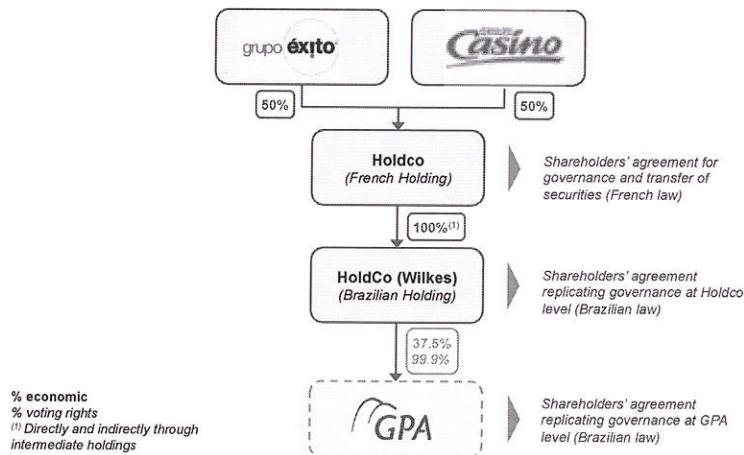 grupo éxito
Casino
50%
50%
Holdco
(French Holding)
Shareholders' agreement for
governance and transfer of
securities (French law)
100%(1)
HoldCo (Wilkes)
(Brazilian Holding)
Shareholders' agreement
replicating governance at Holdco
level (Brazilian law)
37.5%
99.9%
% economic
% voting rights
(1) Directly and indirectly through
intermediate holdings
GPA
Shareholders' agreement
replicating governance at GPA
level (Brazilian law)